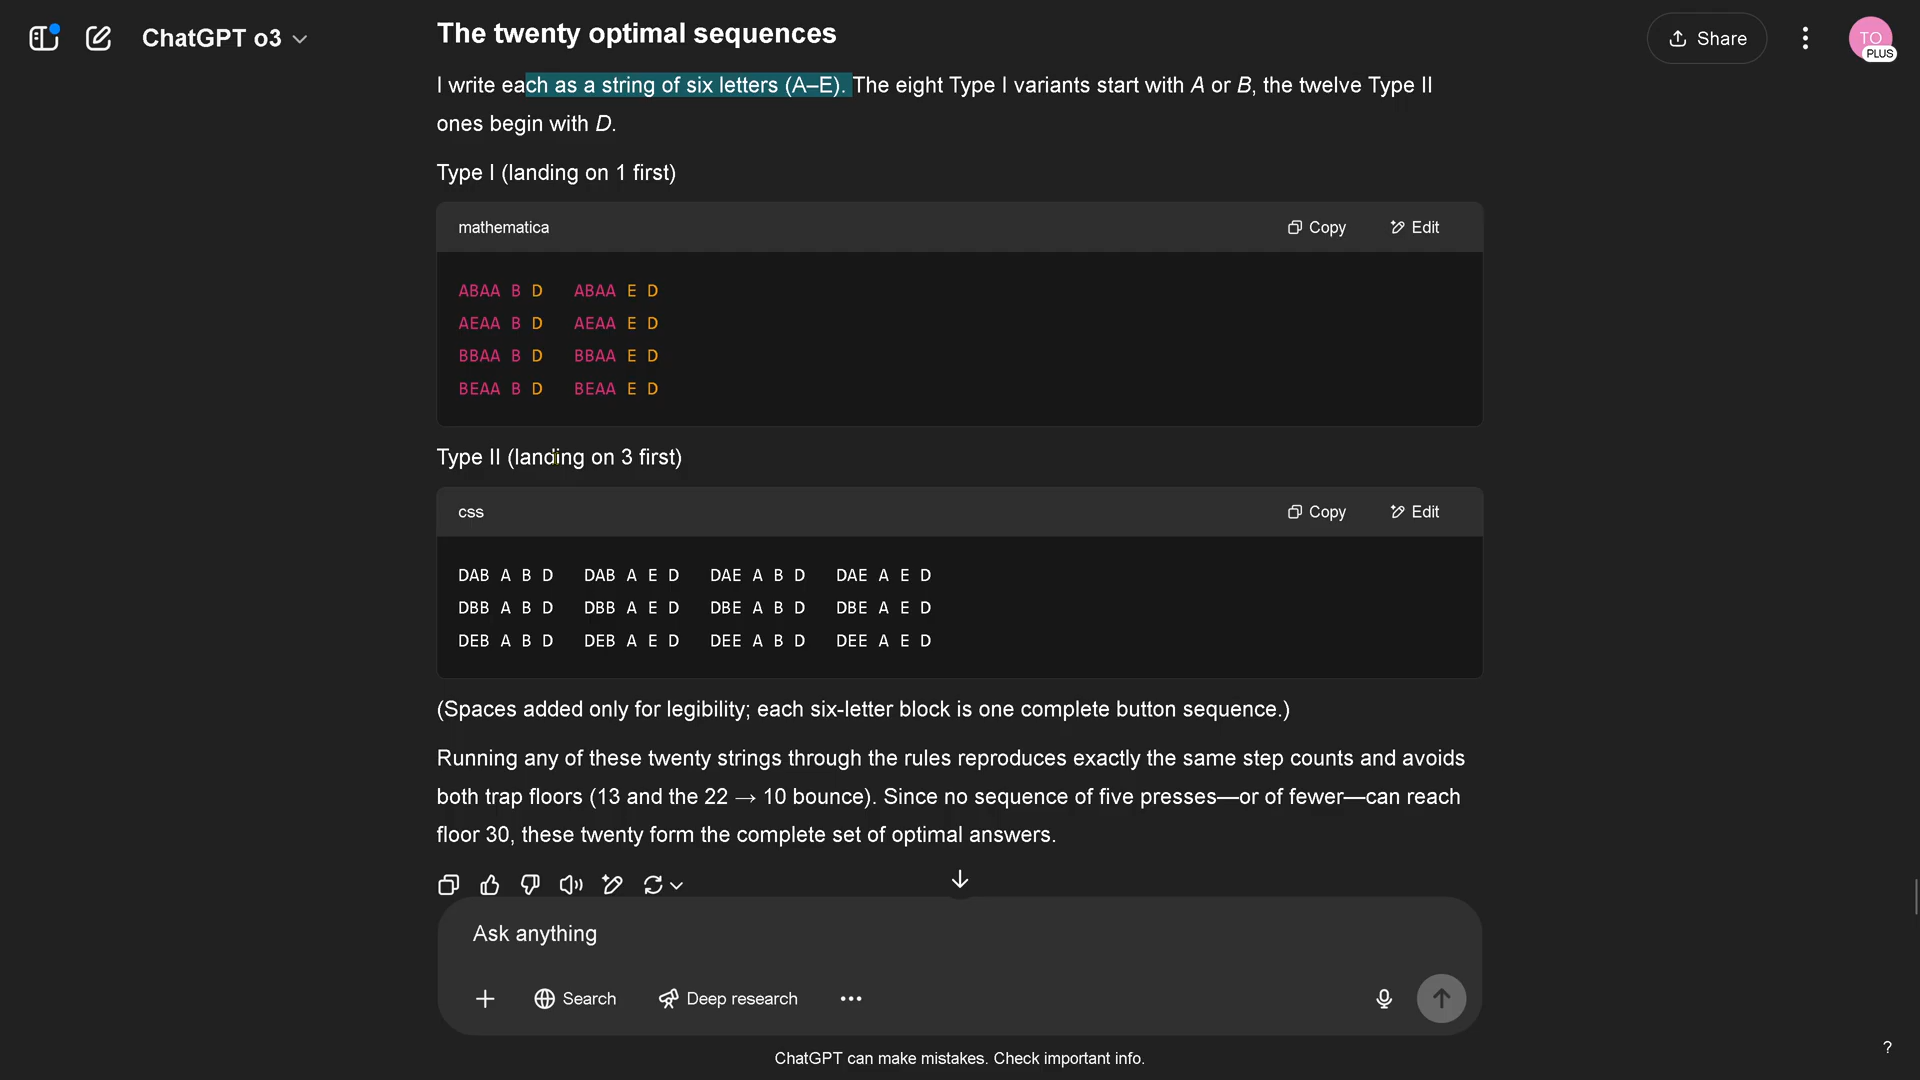 ChatGPT o3
Share
TO
PLUS
The twenty optimal sequences
I write each as a string of six letters (A–E). The eight Type I variants start with A or B, the twelve Type II
ones begin with D.
Type I (landing on 1 first)
mathematica
Copy
Edit
ABAA B D   ABAA E D
AEAA B D   AEAA E D
BBAA B D   BBAA E D
BEAA B D   BEAA E D
Type II (landing on 3 first)
css
Copy
Edit
DAB A B D   DAB A E D   DAE A B D   DAE A E D
DBB A B D   DBB A E D   DBE A B D   DBE A E D
DEB A B D   DEB A E D   DEE A B D   DEE A E D
(Spaces added only for legibility; each six-letter block is one complete button sequence.)
Running any of these twenty strings through the rules reproduces exactly the same step counts and avoids
both trap floors (13 and the 22 → 10 bounce). Since no sequence of five presses—or of fewer—can reach
floor 30, these twenty form the complete set of optimal answers.
Ask anything
Search
Deep research
ChatGPT can make mistakes. Check important info.
?